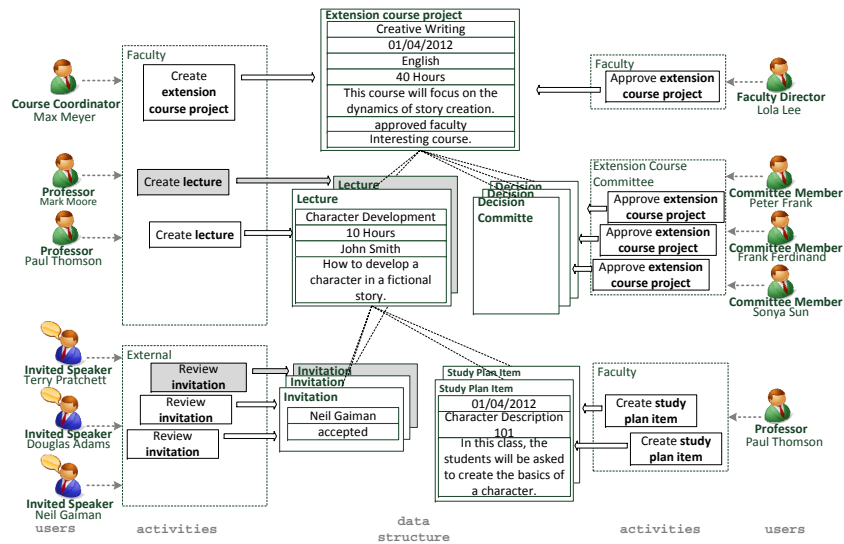 Extension course project
Creative Writing
01/04/2012
English
40 Hours
This course will focus on the
dynamics of story creation.
approved faculty
Interesting course.
Faculty
Create
extension
course project
Course Coordinator
Max Meyer
Professor
Mark Moore
Create lecture
Professor
Paul Thomson
Create lecture
Faculty
Approve extension
course project
Faculty Director
Lola Lee
Lecture
Lecture
Character Development
10 Hours
John Smith
How to develop a
character in a fictional
story.
Decision
Decision
Decision
Committe
Extension Course
Committee
Approve extension
course project
Approve extension
course project
Approve extension
course project
Committee Member
Peter Frank
Committee Member
Frank Ferdinand
Committee Member
Sonya Sun
External
Review
invitation
Review
invitation
Review
invitation
Invited Speaker
Terry Pratchett
Invited Speaker
Douglas Adams
Invited Speaker
Neil Gaiman
Invitation
Invitation
Invitation
Neil Gaiman
accepted
Study Plan Item
Study Plan Item
01/04/2012
Character Description
101
In this class, the
students will be asked
to create the basics of
a character.
Faculty
Create study
plan item
Create study
plan item
Professor
Paul Thomson
users
activities
data
structure
activities
users